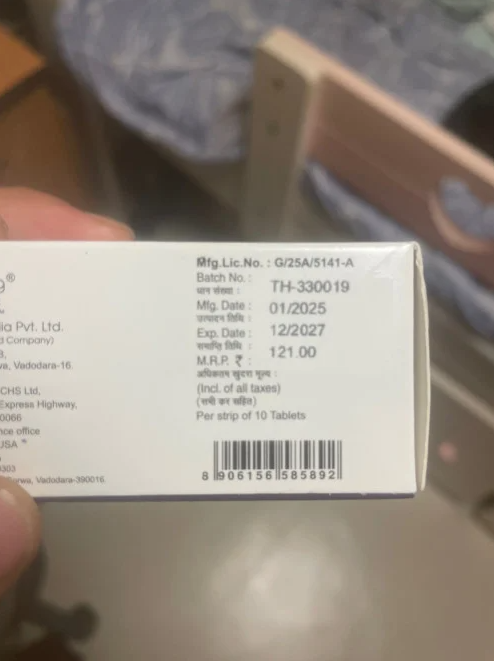 ®
ia Pvt. Ltd.
d Company)
wa, Vadodara-16.
CHS Ltd,
Express Highway,
0066
nce office
USA
0303
Vadodara-390016.
Mfg.Lic.No. : G/25A/5141-A
Batch No. : TH-330019
घान संख्या :
Mfg. Date : 01/2025
उत्पादन तिथि :
Exp. Date : 12/2027
समाप्ति तिथि :
M.R.P. ₹ : 121.00
अधिकतम खुदरा मूल्य :
(Incl. of all taxes)
(सभी कर सहित)
Per strip of 10 Tablets
8 906156 585892